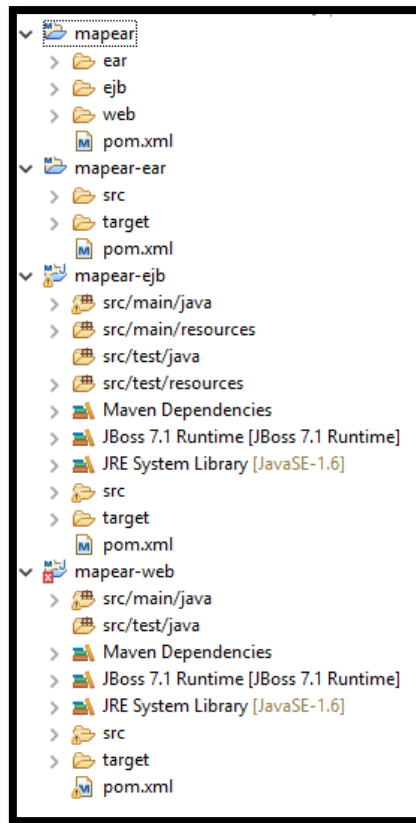 mapear
ear
ejb
web
pom.xml
mapear-ear
src
target
pom.xml
mapear-ejb
src/main/java
src/main/resources
src/test/java
src/test/resources
Maven Dependencies
JBoss 7.1 Runtime [JBoss 7.1 Runtime]
JRE System Library [JavaSE-1.6]
src
target
pom.xml
mapear-web
src/main/java
src/test/java
Maven Dependencies
JBoss 7.1 Runtime [JBoss 7.1 Runtime]
JRE System Library [JavaSE-1.6]
src
target
pom.xml